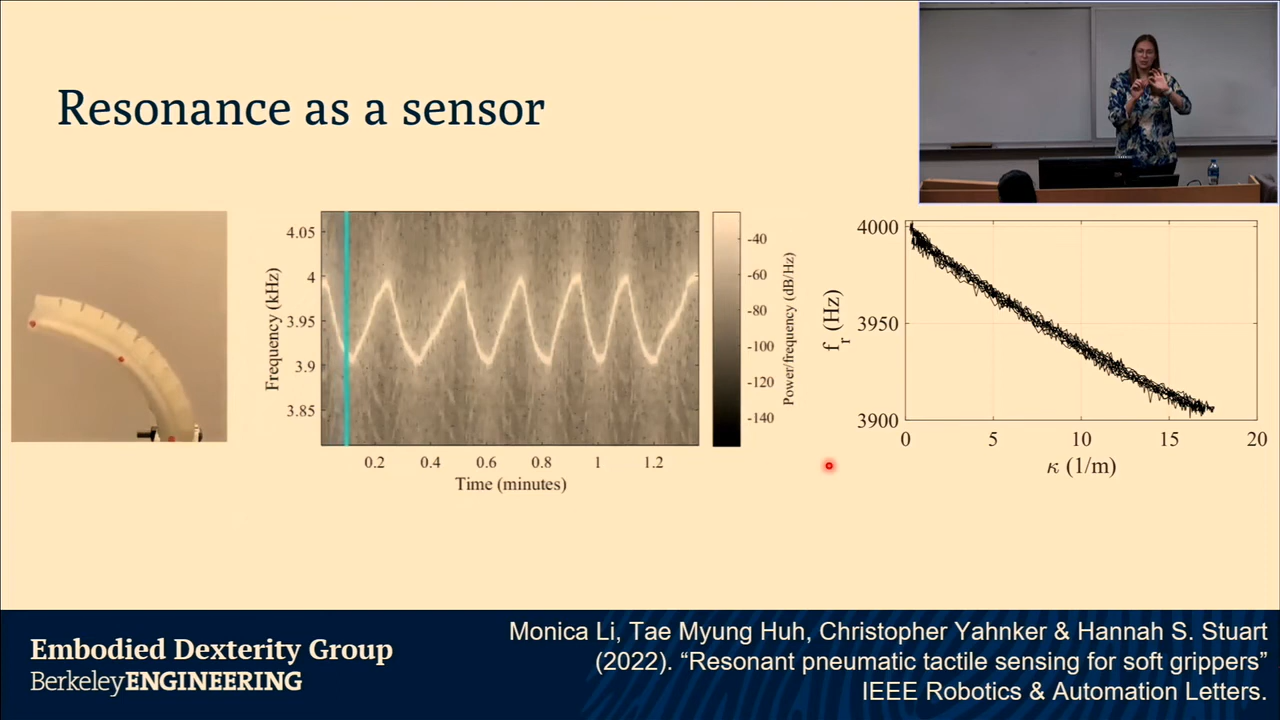 Resonance as a sensor
Frequency (kHz)
4.05
4
3.95
3.9
3.85
0.2 0.4 0.6 0.8 1 1.2
Time (minutes)
-40
-60
-80
-100
-120
-140
Power/frequency (dB/Hz)
fr (Hz)
4000
3950
3900
0 5 10 15 20
κ (1/m)
Embodied Dexterity Group
BerkeleyENGINEERING
Monica Li, Tae Myung Huh, Christopher Yahnker & Hannah S. Stuart
(2022). “Resonant pneumatic tactile sensing for soft grippers”
IEEE Robotics & Automation Letters.